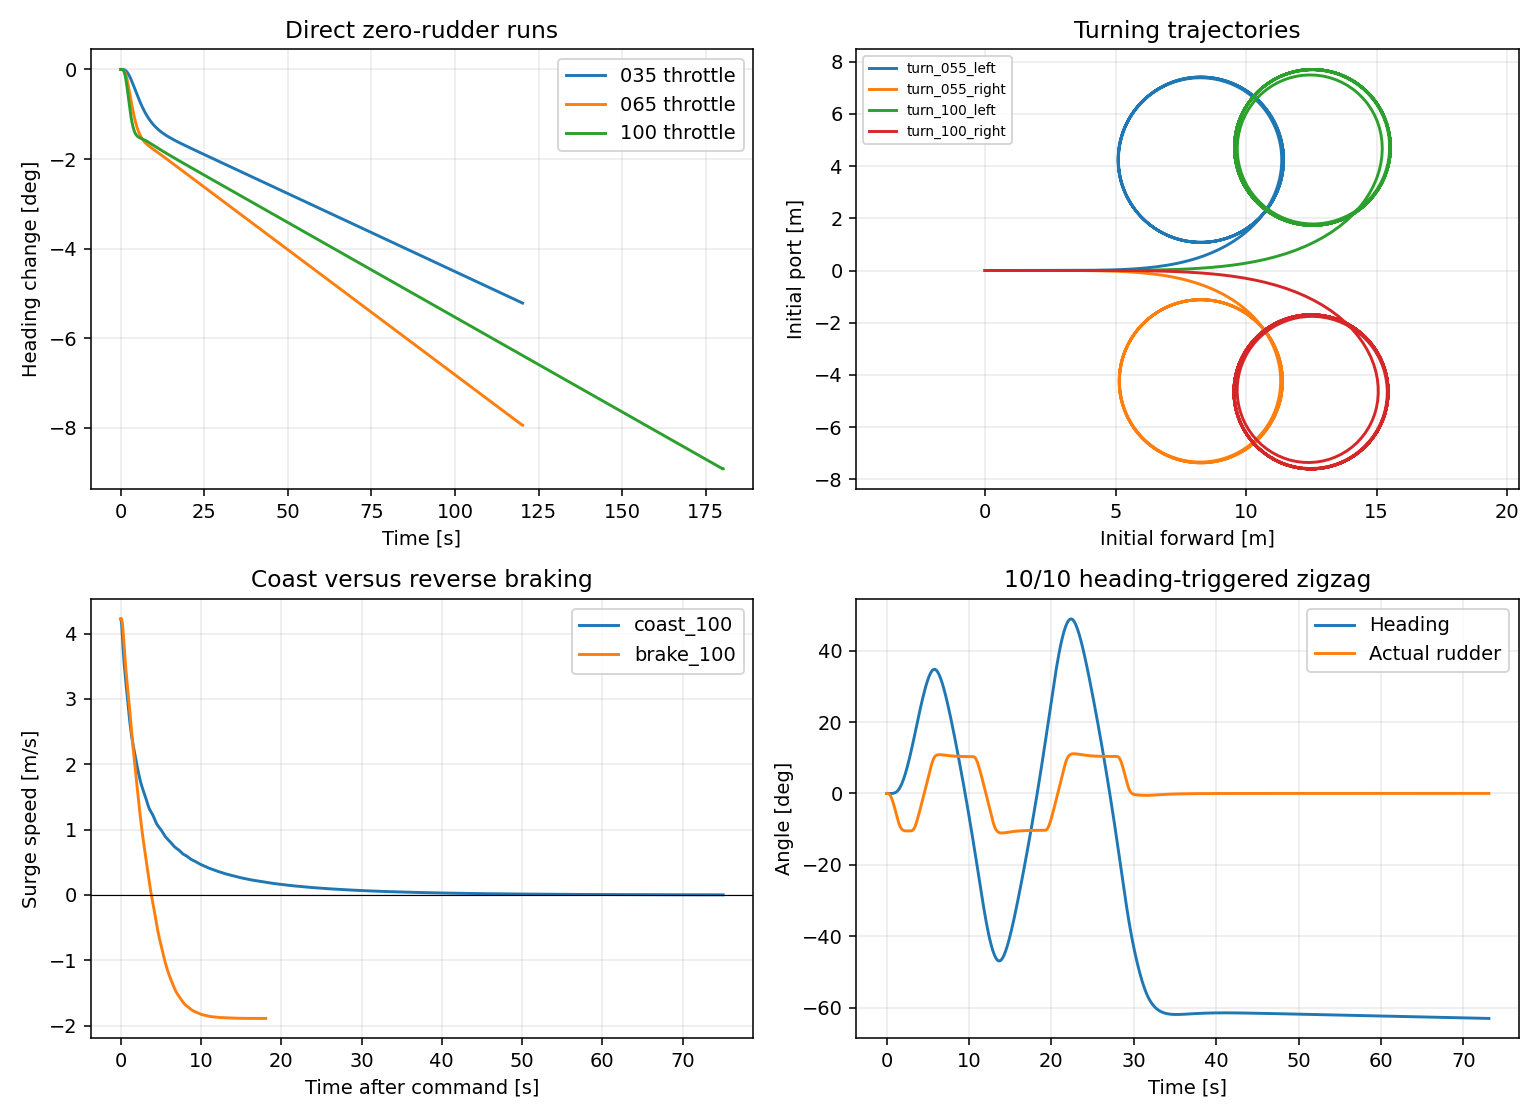 Direct zero-rudder runs
Heading change [deg]
0
−2
−4
−6
−8
035 throttle
065 throttle
100 throttle
0 25 50 75 100 125 150 175
Time [s]
Turning trajectories
Initial port [m]
8
6
4
2
0
−2
−4
−6
−8
turn_055_left
turn_055_right
turn_100_left
turn_100_right
0 5 10 15 20
Initial forward [m]
Coast versus reverse braking
Surge speed [m/s]
4
3
2
1
0
−1
−2
coast_100
brake_100
0 10 20 30 40 50 60 70
Time after command [s]
10/10 heading-triggered zigzag
Angle [deg]
40
20
0
−20
−40
−60
Heading
Actual rudder
0 10 20 30 40 50 60 70
Time [s]